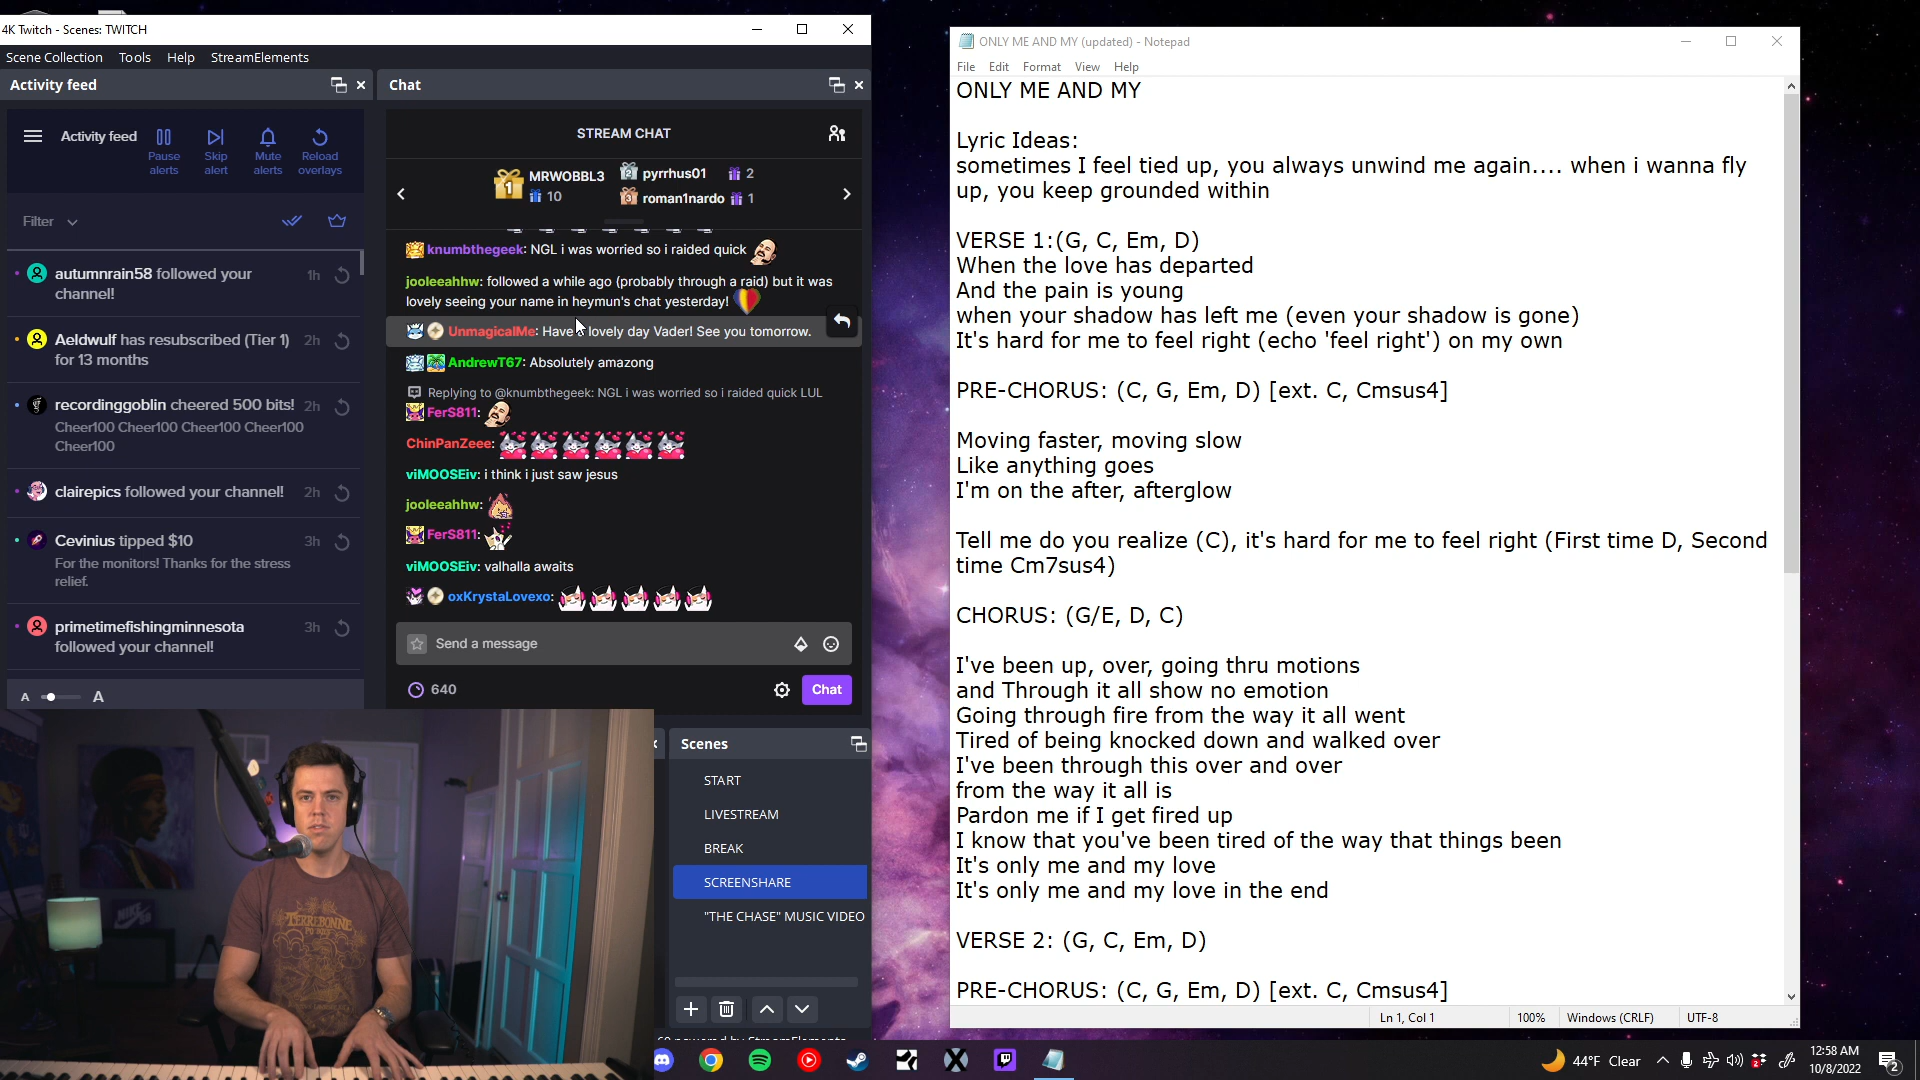 4K Twitch - Scenes: TWITCH
Scene Collection Tools Help StreamElements
Activity feed
Activity feed
Pause alerts
Skip alert
Mute alerts
Reload overlays
Filter
autumnrain58 followed your
channel!
1h
Aeldwulf has resubscribed (Tier 1)
for 13 months
2h
recordinggoblin cheered 500 bits!
2h
Cheer100 Cheer100 Cheer100 Cheer100
Cheer100
clairepics followed your channel!
2h
Cevinius tipped $10
3h
For the monitors! Thanks for the stress
relief.
primetimefishingminnesota
followed your channel!
3h
A A
Chat
STREAM CHAT
1 MRWOBBL3
10
2 pyrrhus01 2
3 roman1nardo 1
knumbthegeek: NGL i was worried so i raided quick
jooleeahhw: followed a while ago (probably through a raid) but it was
lovely seeing your name in heymun's chat yesterday!
UnmagicalMe: Have a lovely day Vader! See you tomorrow.
AndrewT67: Absolutely amazong
Replying to @knumbthegeek: NGL i was worried so i raided quick LUL
FerS811:
ChinPanZeee:
viMOOSEiv: i think i just saw jesus
jooleeahhw:
FerS811:
viMOOSEiv: valhalla awaits
oxKrystaLovexo:
Send a message
640
Chat
Scenes
START
LIVESTREAM
BREAK
SCREENSHARE
"THE CHASE" MUSIC VIDEO
NIKE
TERREBONNE
ONLY ME AND MY (updated) - Notepad
File Edit Format View Help
ONLY ME AND MY
Lyric Ideas:
sometimes I feel tied up, you always unwind me again.... when i wanna fly
up, you keep grounded within
VERSE 1:(G, C, Em, D)
When the love has departed
And the pain is young
when your shadow has left me (even your shadow is gone)
It's hard for me to feel right (echo 'feel right') on my own
PRE-CHORUS: (C, G, Em, D) [ext. C, Cmsus4]
Moving faster, moving slow
Like anything goes
I'm on the after, afterglow
Tell me do you realize (C), it's hard for me to feel right (First time D, Second
time Cm7sus4)
CHORUS: (G/E, D, C)
I've been up, over, going thru motions
and Through it all show no emotion
Going through fire from the way it all went
Tired of being knocked down and walked over
I've been through this over and over
from the way it all is
Pardon me if I get fired up
I know that you've been tired of the way that things been
It's only me and my love
It's only me and my love in the end
VERSE 2: (G, C, Em, D)
PRE-CHORUS: (C, G, Em, D) [ext. C, Cmsus4]
Ln 1, Col 1 100% Windows (CRLF) UTF-8
44°F Clear
12:58 AM
10/8/2022
2